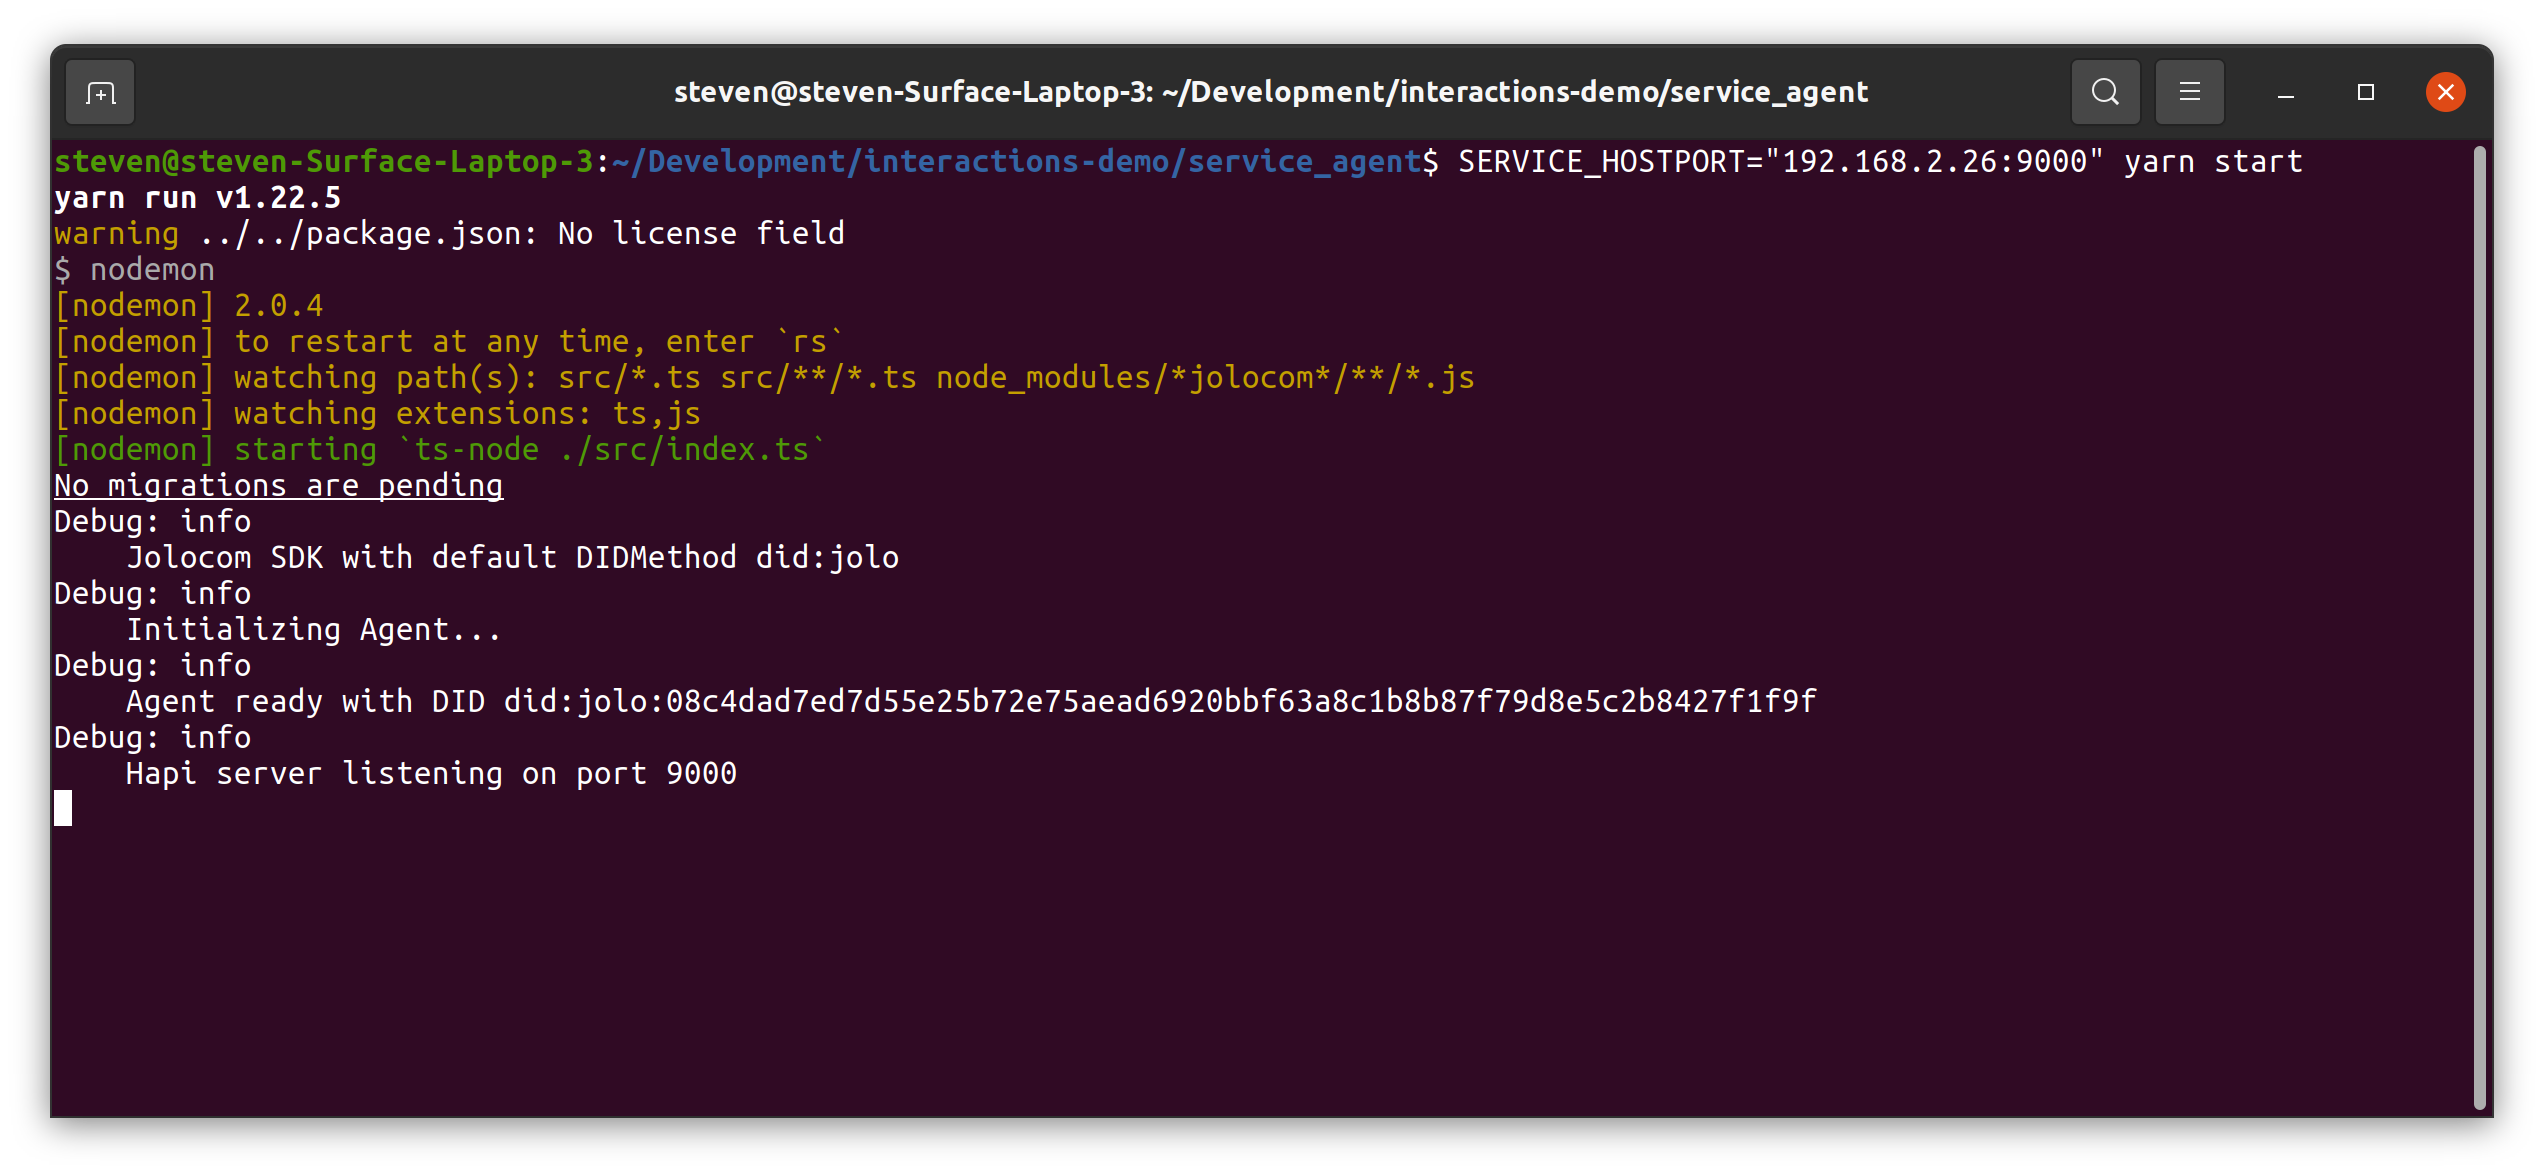 steven@steven-Surface-Laptop-3: ~/Development/interactions-demo/service_agent
steven@steven-Surface-Laptop-3:~/Development/interactions-demo/service_agent$ SERVICE_HOSTPORT="192.168.2.26:9000" yarn start
yarn run v1.22.5
warning ../../package.json: No license field
$ nodemon
[nodemon] 2.0.4
[nodemon] to restart at any time, enter `rs`
[nodemon] watching path(s): src/*.ts src/**/*.ts node_modules/*jolocom*/**/*.js
[nodemon] watching extensions: ts,js
[nodemon] starting `ts-node ./src/index.ts`
No migrations are pending
Debug: info
    Jolocom SDK with default DIDMethod did:jolo
Debug: info
    Initializing Agent...
Debug: info
    Agent ready with DID did:jolo:08c4dad7ed7d55e25b72e75aead6920bbf63a8c1b8b87f79d8e5c2b8427f1f9f
Debug: info
    Hapi server listening on port 9000